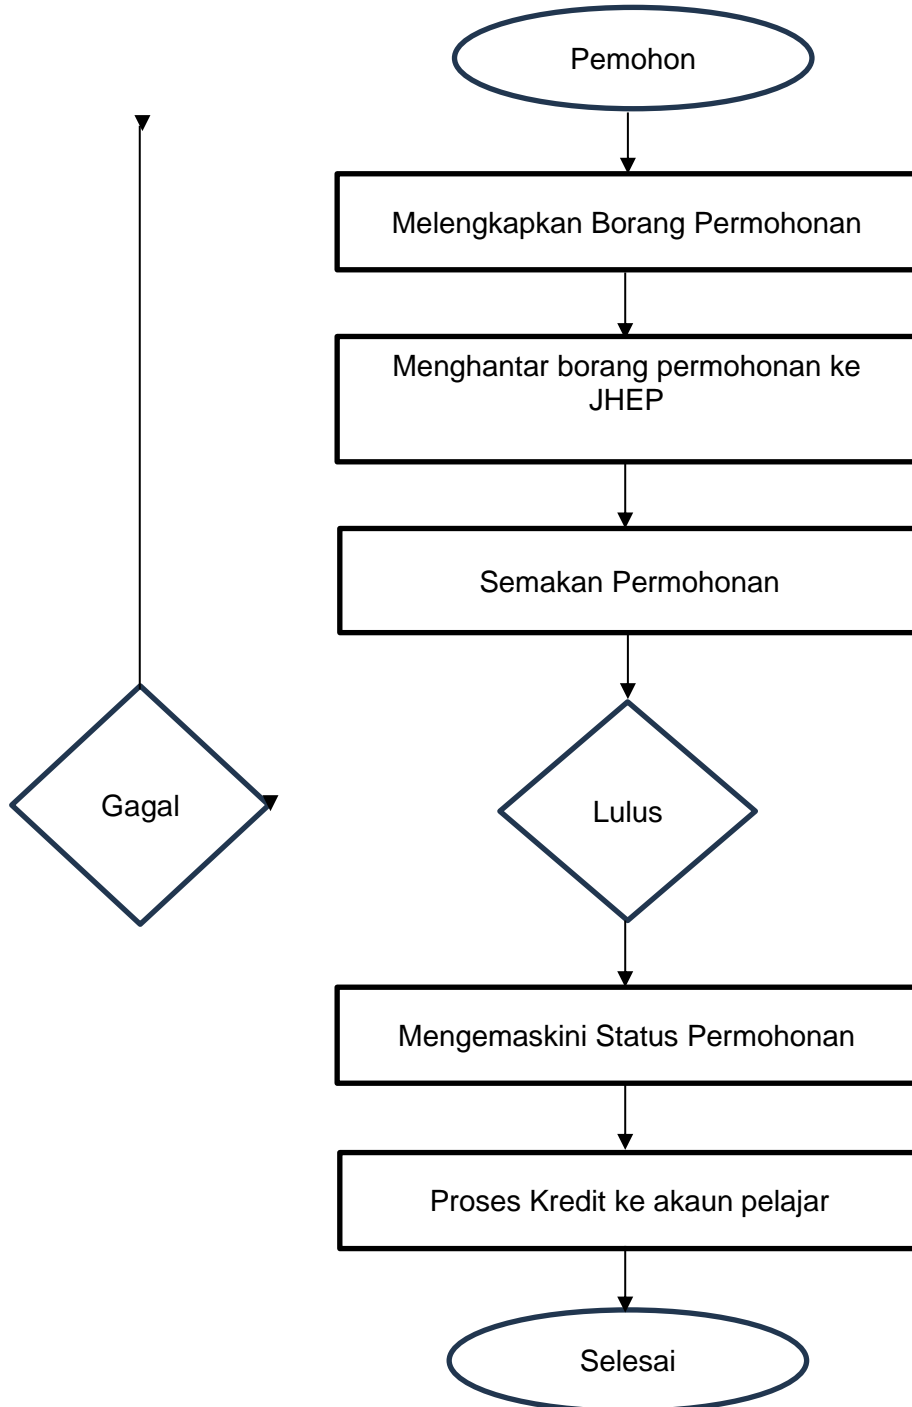 Pemohon
Melengkapkan Borang Permohonan
Menghantar borang permohonan ke
JHEP
Semakan Permohonan
Gagal
Lulus
Mengemaskini Status Permohonan
Proses Kredit ke akaun pelajar
Selesai